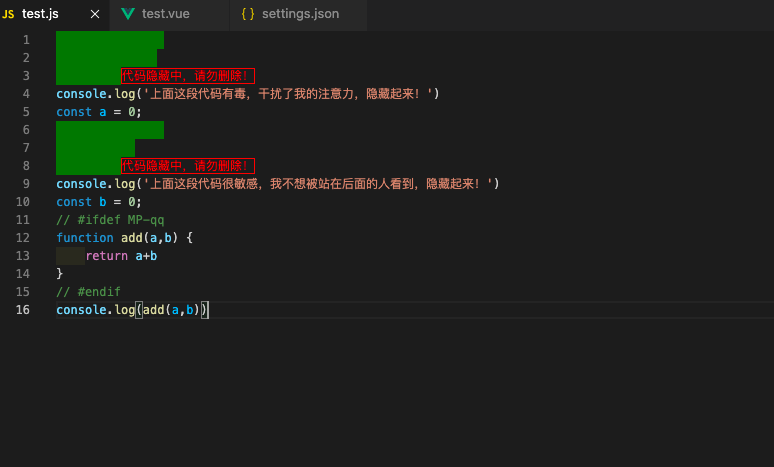 JS test.js × test.vue {} settings.json
1
2
3 代码隐藏中, 请勿删除!
4 console.log('上面这段代码有毒, 干扰了我的注意力, 隐藏起来! ')
5 const a = 0;
6
7
8 代码隐藏中, 请勿删除!
9 console.log('上面这段代码很敏感, 我不想被站在后面的人看到, 隐藏起来! ')
10 const b = 0;
11 // #ifdef MP-qq
12 function add(a,b) {
13 return a+b
14 }
15 // #endif
16 console.log(add(a,b))